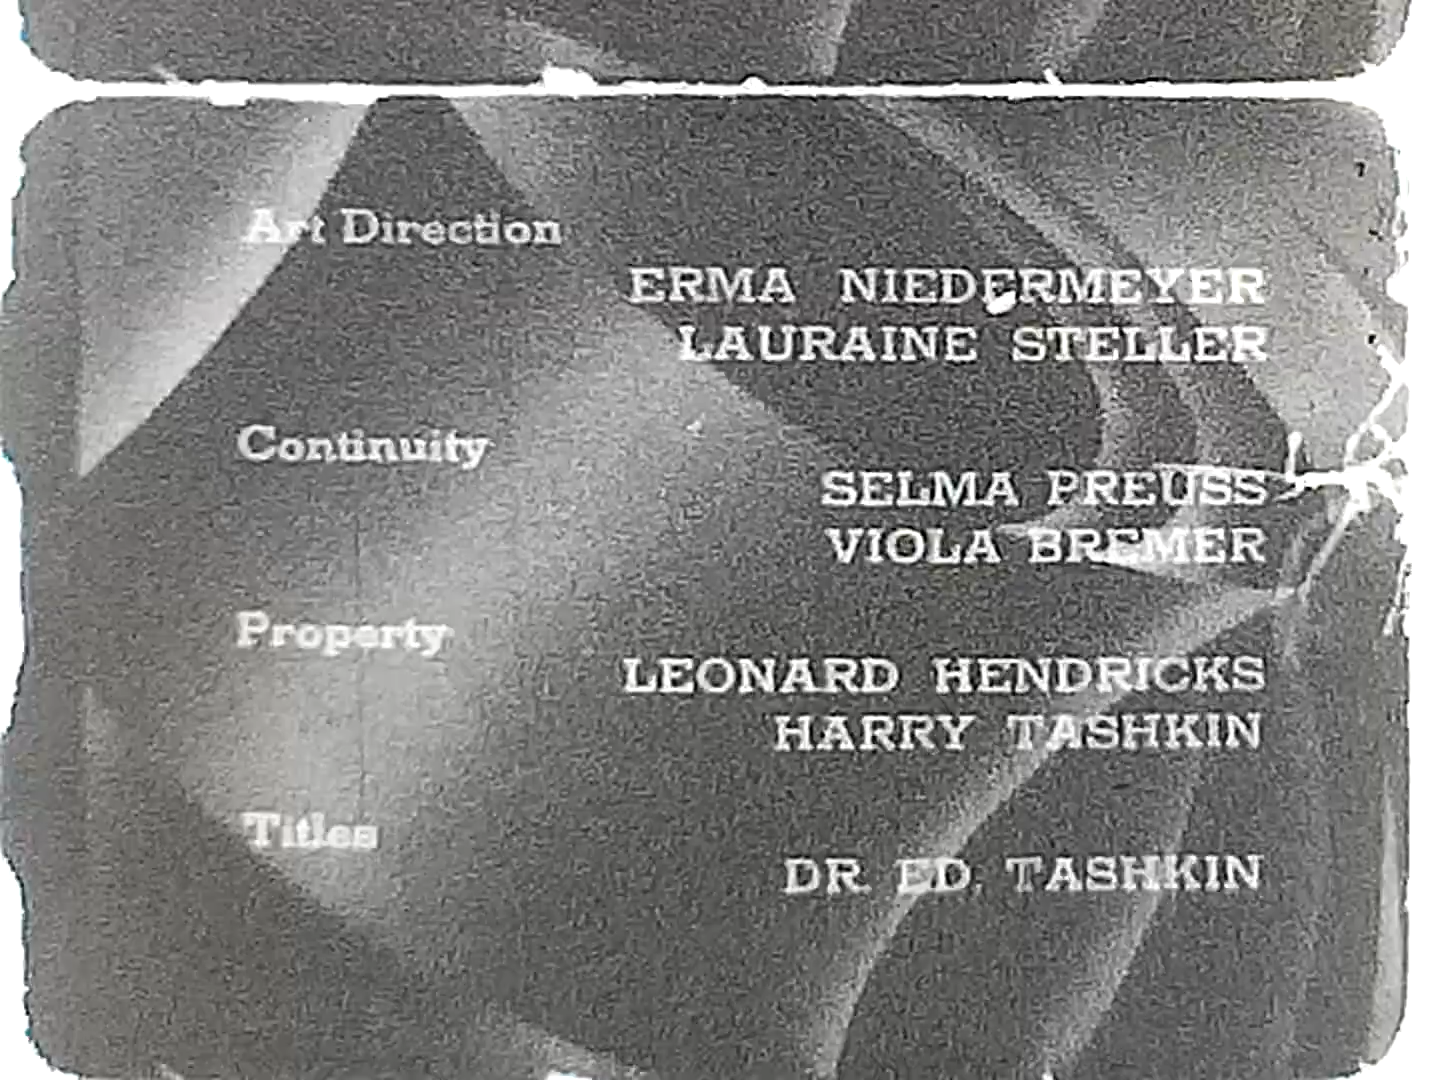 Art Direction
ERMA NIEDERMEYER
LAURAINE STELLER
Continuity
SELMA PREUSS
VIOLA BREMER
Property
LEONARD HENDRICKS
HARRY TASHKIN
Titles
DR. ED. TASHKIN